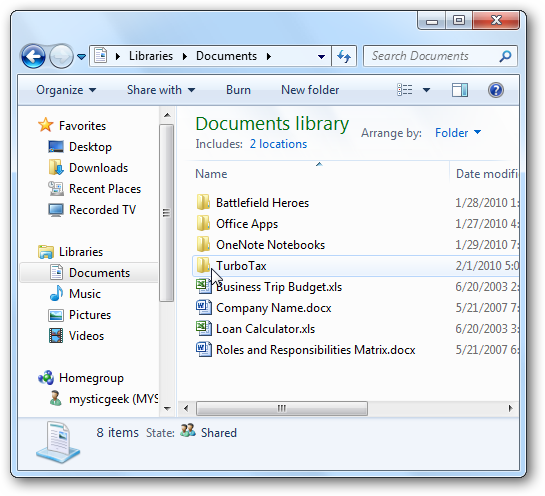 Libraries Documents
Search Documents
Organize Share with Burn New folder
Favorites
Desktop
Downloads
Recent Places
Recorded TV
Libraries
Documents
Music
Pictures
Videos
Homegroup
mysticgeek (MYS
Documents library
Includes: 2 locations
Arrange by: Folder
Name Date modifi
Battlefield Heroes 1/28/2010 1:
Office Apps 1/27/2010 4:
OneNote Notebooks 1/29/2010 7:
TurboTax 2/1/2010 5:0
Business Trip Budget.xls 6/20/2003 2:
Company Name.docx 5/21/2007 7:
Loan Calculator.xls 6/20/2003 3:
Roles and Responsibilities Matrix.docx 5/21/2007 6:
8 items State: Shared